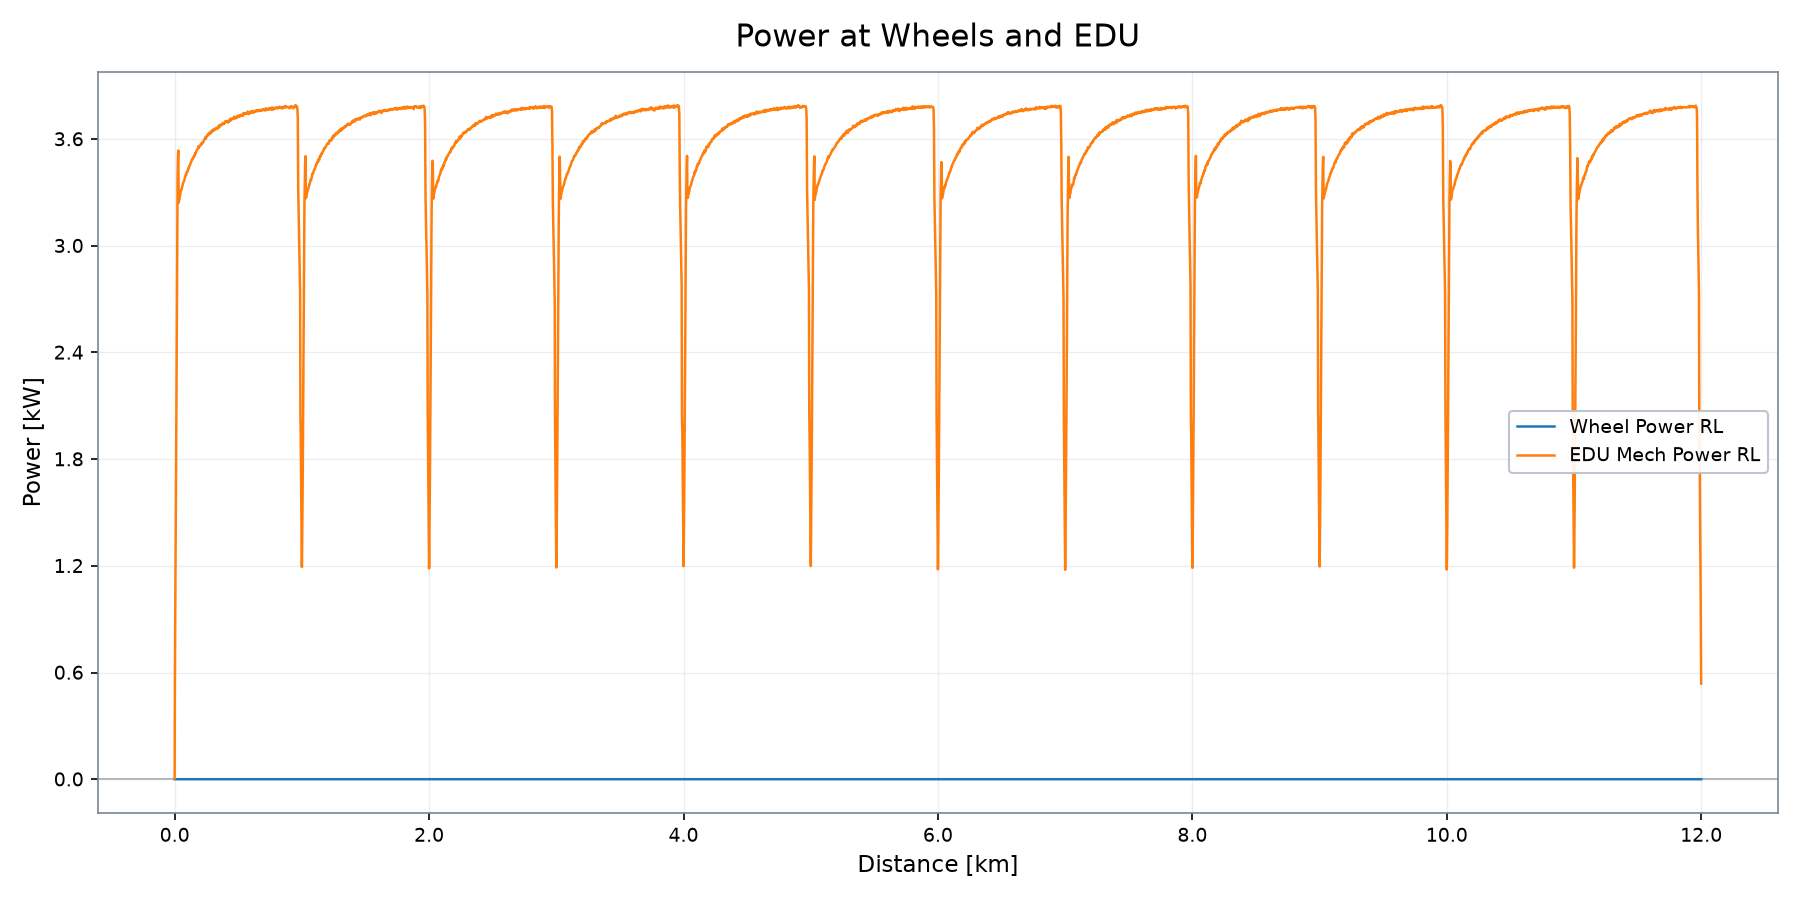 Power at Wheels and EDU
Power [kW]
3.6
3.0
2.4
1.8
1.2
0.6
0.0
Wheel Power RL
EDU Mech Power RL
0.0 2.0 4.0 6.0 8.0 10.0 12.0
Distance [km]